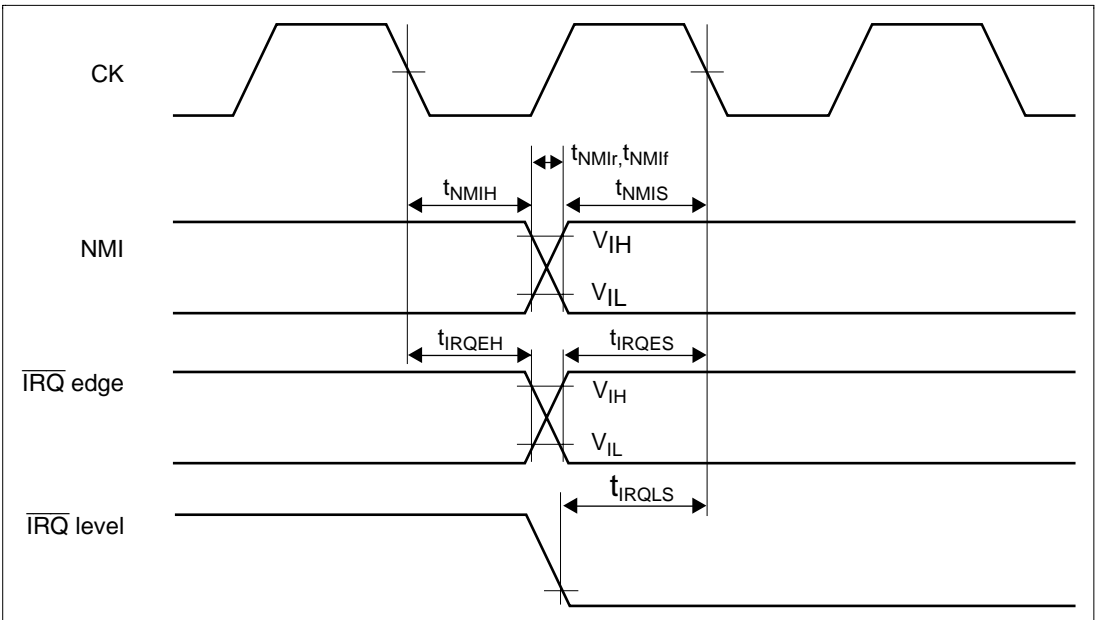 CK
tNMIr,tNMIf
tNMIH
tNMIS
NMI
VIH
VIL
tIRQEH
tIRQES
IRQ edge
VIH
VIL
tIRQLS
IRQ level